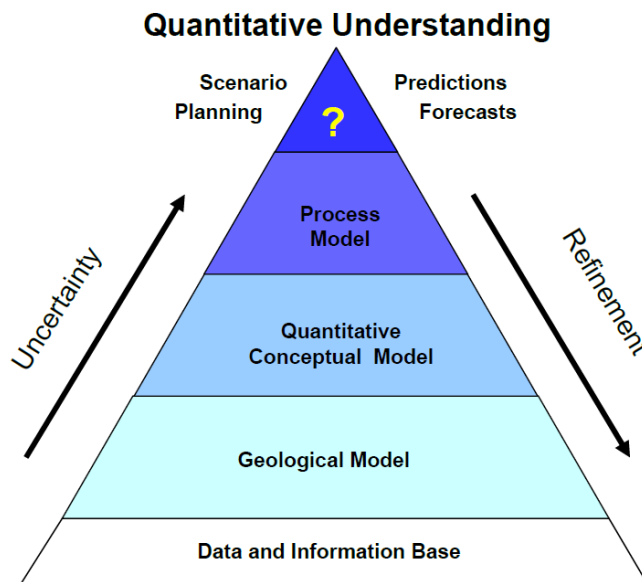 Quantitative Understanding
Scenario
Planning
Predictions
Forecasts
?
Uncertainty
Refinement
Process
Model
Quantitative
Conceptual Model
Geological Model
Data and Information Base